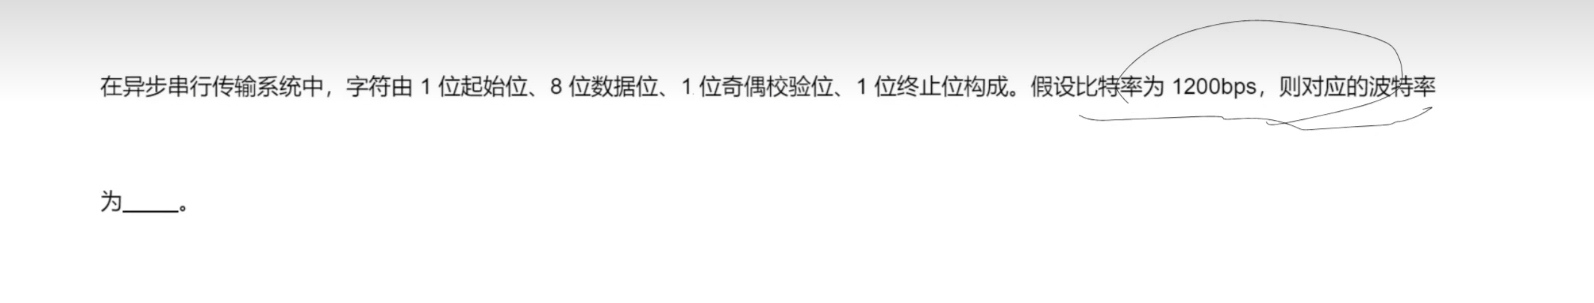 在异步串行传输系统中，字符由 1 位起始位、8 位数据位、1 位奇偶校验位、1 位终止位构成。假设比特率为 1200bps，则对应的波特率
为_____。